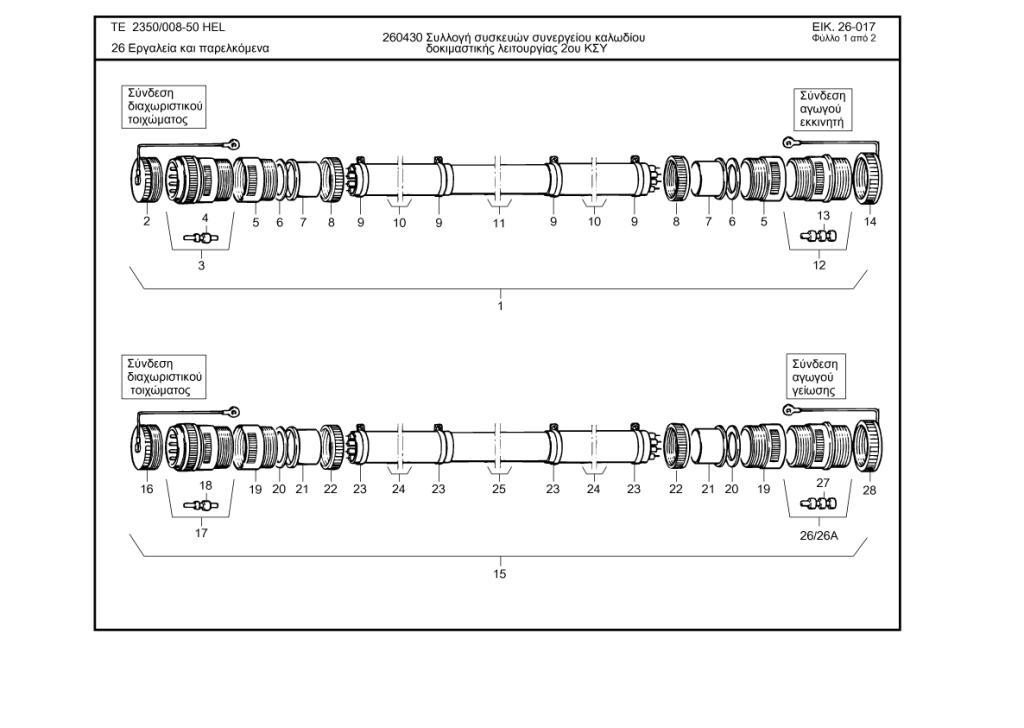 TE 2350/008-50 HEL
26 Εργαλεία και παρελκόμενα
260430 Συλλογή συσκευών συνεργείου καλωδίου
δοκιμαστικής λειτουργίας 2ου ΚΣΥ
ΕΙΚ. 26-017
Φύλλο 1 από 2
Σύνδεση
διαχωριστικού
τοιχώματος
Σύνδεση
αγωγού
εκκινητή
2 4 5 6 7 8 9 10 9 11 9 10 9 8 7 6 5 13 14
3 12
1
Σύνδεση
διαχωριστικού
τοιχώματος
Σύνδεση
αγωγού
γείωσης
16 18 19 20 21 22 23 24 23 25 23 24 23 22 21 20 19 27 28
17 26/26A
15